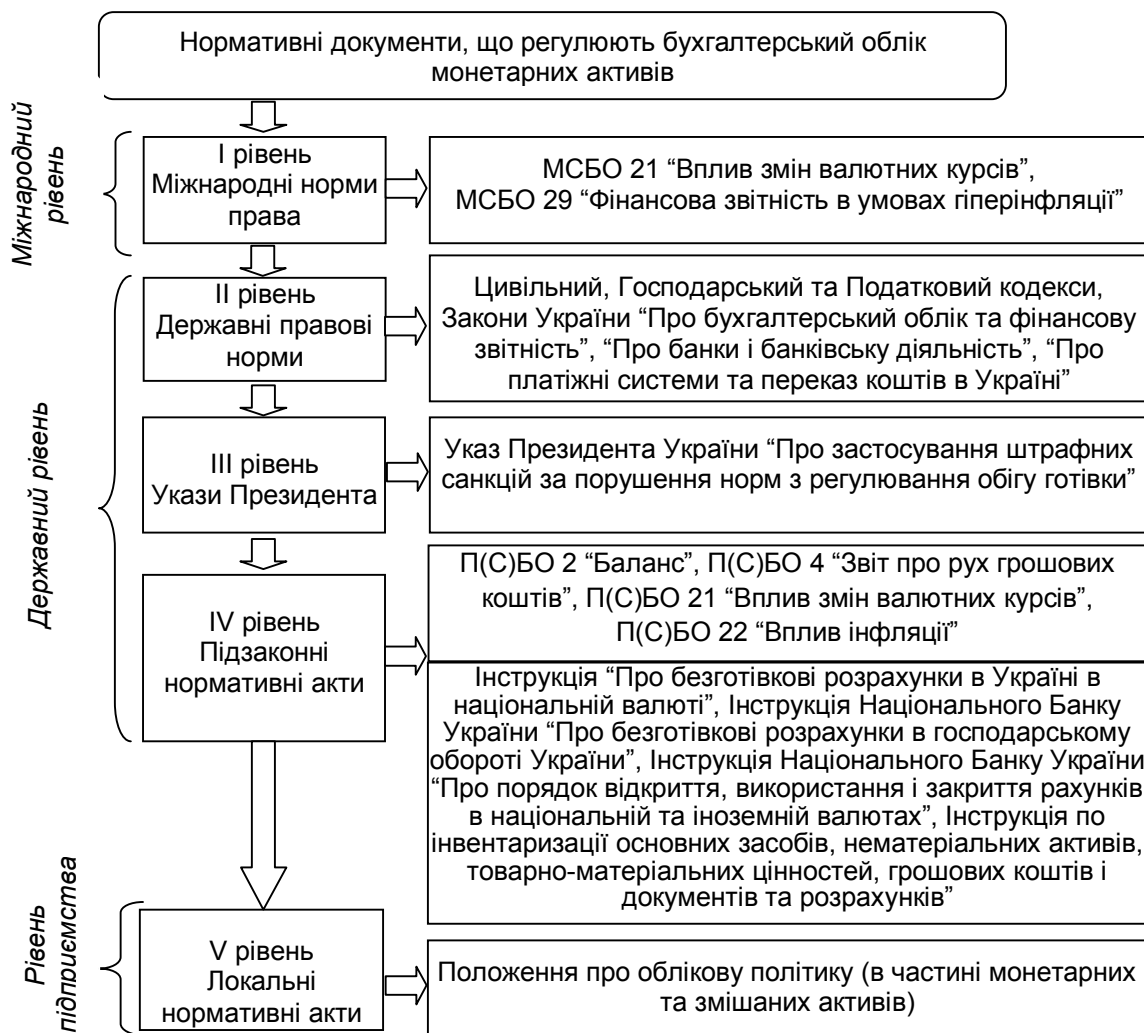 Нормативні документи, що регулюють бухгалтерський облік
монетарних активів
Міжнародний
рівень
I рівень
Міжнародні норми
права
МСБО 21 “Вплив змін валютних курсів”,
МСБО 29 “Фінансова звітність в умовах гіперінфляції”
Державний рівень
II рівень
Державні правові
норми
Цивільний, Господарський та Податковий кодекси,
Закони України “Про бухгалтерський облік та фінансову
звітність”, “Про банки і банківську діяльність”, “Про
платіжні системи та переказ коштів в Україні”
III рівень
Укази Президента
Указ Президента України “Про застосування штрафних
санкцій за порушення норм з регулювання обігу готівки”
IV рівень
Підзаконні
нормативні акти
П(С)БО 2 “Баланс”, П(С)БО 4 “Звіт про рух грошових
коштів”, П(С)БО 21 “Вплив змін валютних курсів”,
П(С)БО 22 “Вплив інфляції”
Інструкція “Про безготівкові розрахунки в Україні в
національній валюті”, Інструкція Національного Банку
України “Про безготівкові розрахунки в господарському
обороті України”, Інструкція Національного Банку України
“Про порядок відкриття, використання і закриття рахунків
в національній та іноземній валютах”, Інструкція по
інвентаризації основних засобів, нематеріальних активів,
товарно-матеріальних цінностей, грошових коштів і
документів та розрахунків”
Рівень
підприємства
V рівень
Локальні
нормативні акти
Положення про облікову політику (в частині монетарних
та змішаних активів)